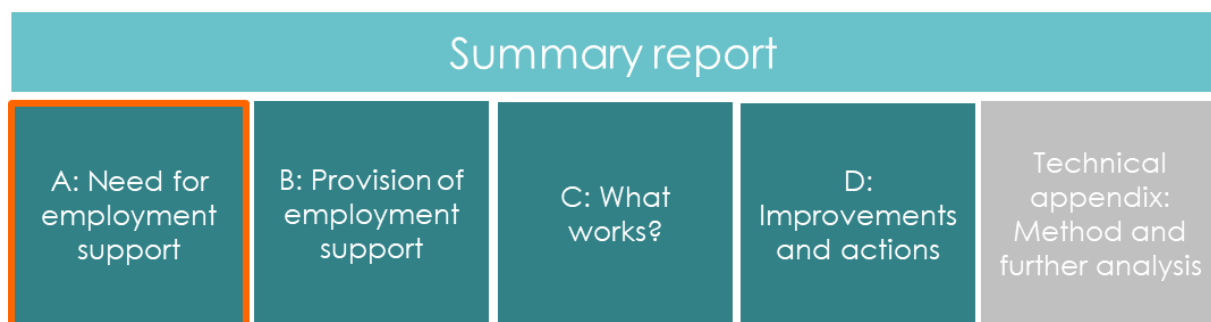 Summary report
A: Need for
employment
support
B: Provision of
employment
support
C: What
works?
D:
Improvements
and actions
Technical
appendix:
Method and
further analysis